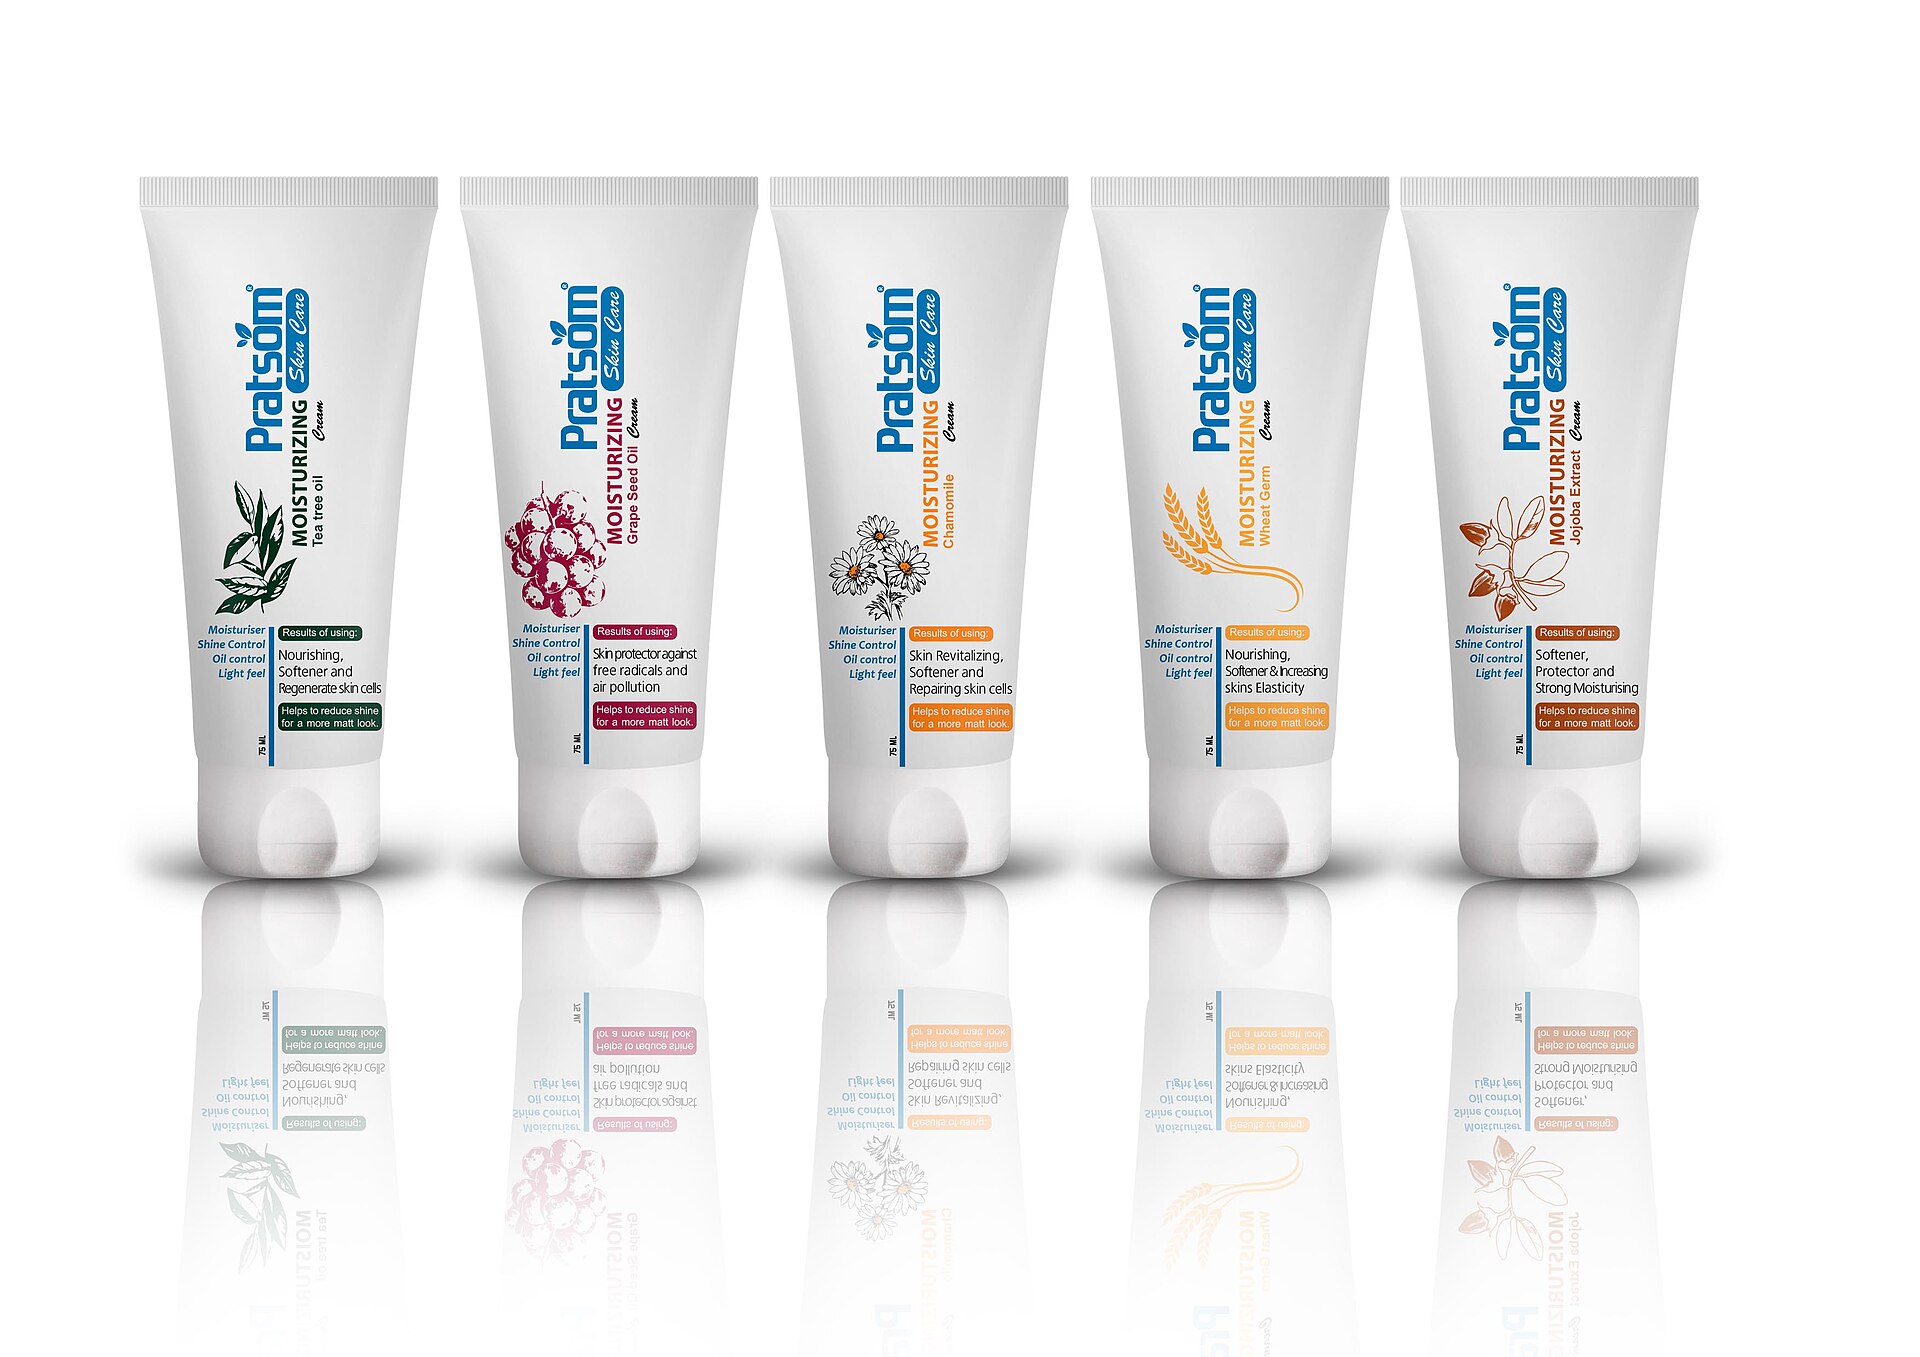 Pratsom®
Skin Care
MOISTURIZING
Cream
Tea tree oil
Moisturiser
Shine Control
Oil control
Light feel
Results of using:
Nourishing,
Softener and
Regenerate skin cells
Helps to reduce shine
for a more matt look.
75 ML
Pratsom®
Skin Care
MOISTURIZING
Cream
Grape Seed Oil
Moisturiser
Shine Control
Oil control
Light feel
Results of using:
Skin protector against
free radicals and
air pollution
Helps to reduce shine
for a more matt look.
75 ML
Pratsom®
Skin Care
MOISTURIZING
Cream
Chamomile
Moisturiser
Shine Control
Oil control
Light feel
Results of using:
Skin Revitalizing,
Softener and
Repairing skin cells
Helps to reduce shine
for a more matt look.
75 ML
Pratsom®
Skin Care
MOISTURIZING
Cream
Wheat Germ
Moisturiser
Shine Control
Oil control
Light feel
Results of using:
Nourishing,
Softener & Increasing
skins Elasticity
Helps to reduce shine
for a more matt look.
75 ML
Pratsom®
Skin Care
MOISTURIZING
Cream
Jojoba Extract
Moisturiser
Shine Control
Oil control
Light feel
Results of using:
Softener,
Protector and
Strong Moisturising
Helps to reduce shine
for a more matt look.
75 ML